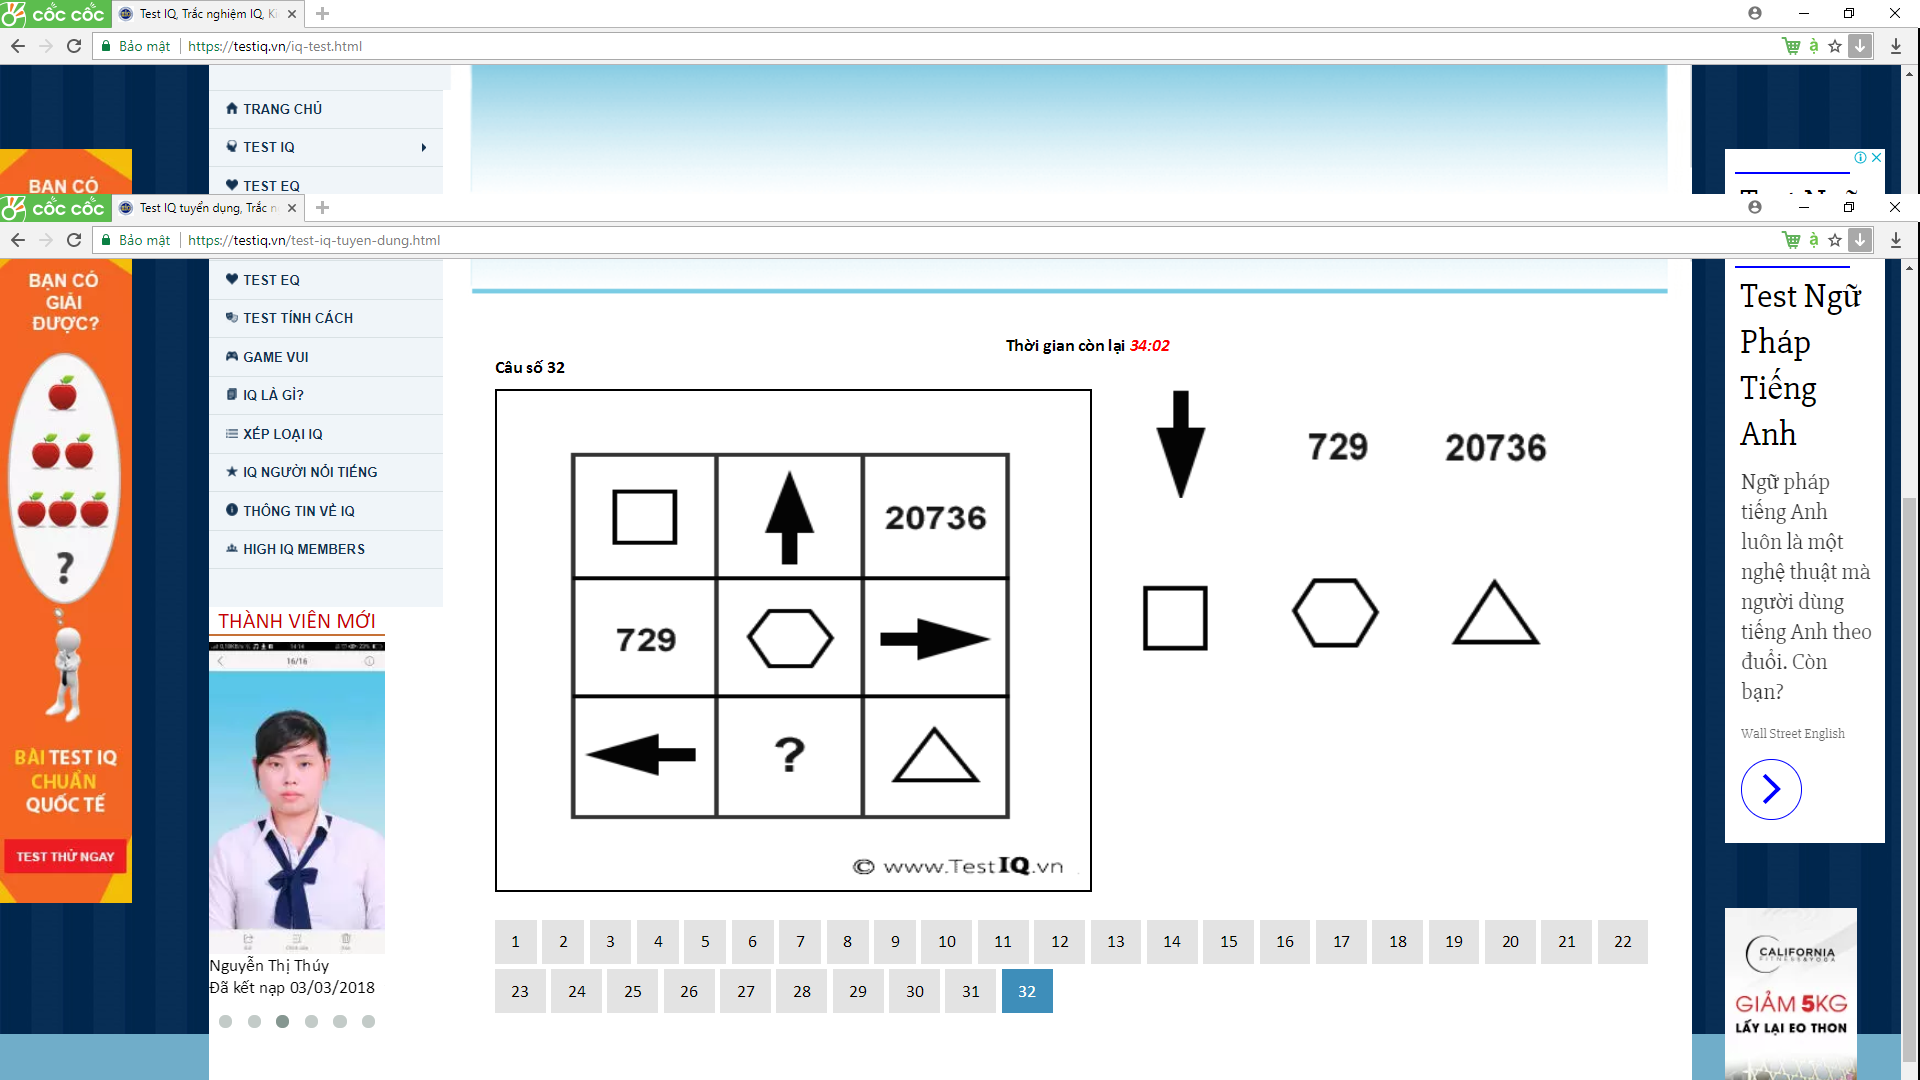 cốc cốc
Test IQ, Trắc nghiệm IQ, Ki
Bảo mật
https://testiq.vn/iq-test.html
TRANG CHỦ
TEST IQ
TEST EQ
BẠN CÓ
cốc cốc
Test IQ tuyển dụng, Trắc n
Bảo mật
https://testiq.vn/test-iq-tuyen-dung.html
BẠN CÓ
GIẢI
ĐƯỢC?
?
BÀI TEST IQ
CHUẨN
QUỐC TẾ
TEST THỬ NGAY
TEST EQ
TEST TÍNH CÁCH
GAME VUI
IQ LÀ GÌ?
XẾP LOẠI IQ
IQ NGƯỜI NỔI TIẾNG
THÔNG TIN VỀ IQ
HIGH IQ MEMBERS
THÀNH VIÊN MỚI
16/16
Nguyễn Thị Thúy
Đã kết nạp 03/03/2018
Thời gian còn lại 34:02
Câu số 32
20736
729
?
© www.TestIQ.vn
729 20736
1 2 3 4 5 6 7 8 9 10 11 12 13 14 15 16 17 18 19 20 21 22
23 24 25 26 27 28 29 30 31 32
Test Ngữ
Pháp
Tiếng
Anh
Ngữ pháp
tiếng Anh
luôn là một
nghệ thuật mà
người dùng
tiếng Anh theo
đuổi. Còn
bạn?
Wall Street English
CALIFORNIA
FITNESS & YOGA
GIẢM 5KG
LẤY LẠI EO THON